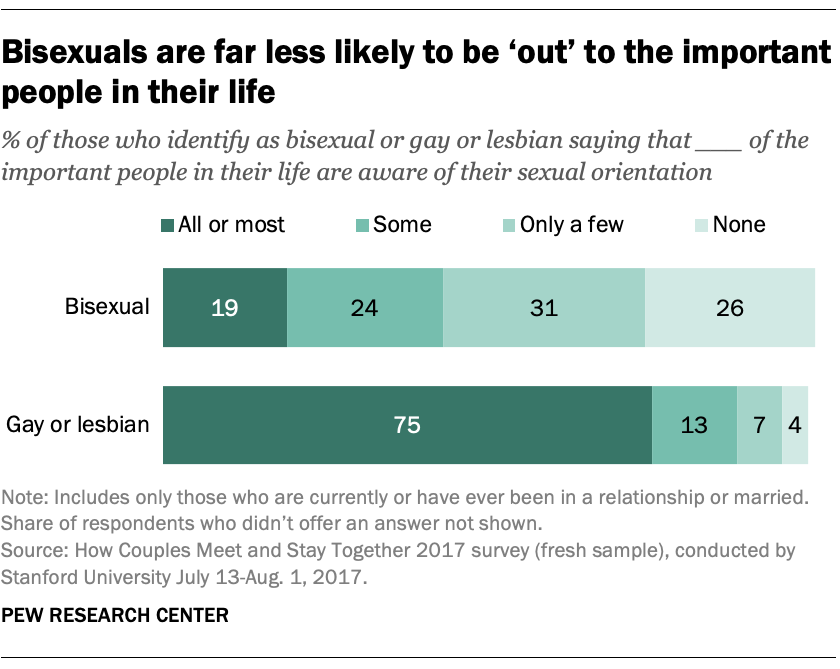 Bisexuals are far less likely to be ‘out’ to the important
people in their life
% of those who identify as bisexual or gay or lesbian saying that ___ of the
important people in their life are aware of their sexual orientation
All or most Some Only a few None
Bisexual 19 24 31 26
Gay or lesbian 75 13 7 4
Note: Includes only those who are currently or have ever been in a relationship or married.
Share of respondents who didn’t offer an answer not shown.
Source: How Couples Meet and Stay Together 2017 survey (fresh sample), conducted by
Stanford University July 13-Aug. 1, 2017.
PEW RESEARCH CENTER